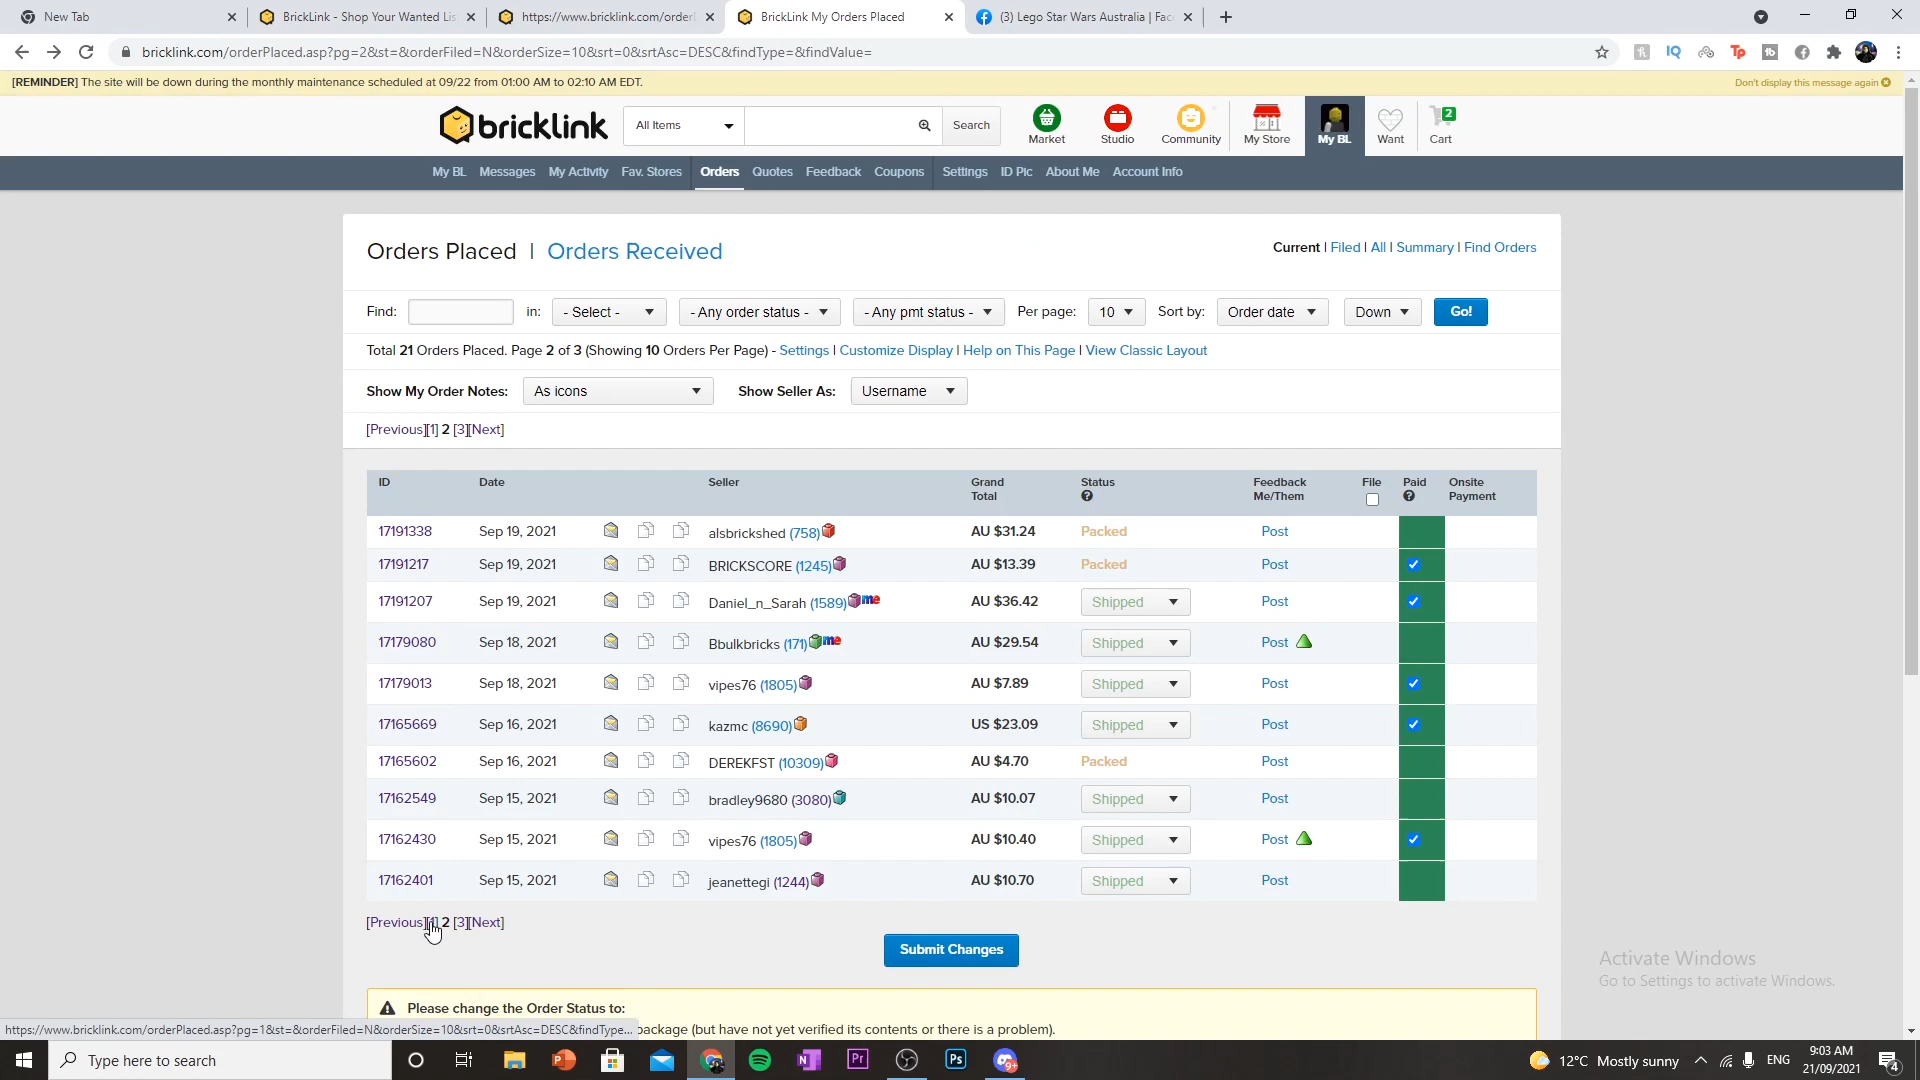 New Tab
BrickLink - Shop Your Wanted Lis
https://www.bricklink.com/orderI
BrickLink My Orders Placed
(3) Lego Star Wars Australia | Fac
bricklink.com/orderPlaced.asp?pg=2&st=&orderFiled=N&orderSize=10&srt=0&srtAsc=DESC&findType=&findValue=
[REMINDER] The site will be down during the monthly maintenance scheduled at 09/22 from 01:00 AM to 02:10 AM EDT.
Don't display this message again
bricklink
All Items
Search
Market
Studio
Community
My Store
My BL
Want
2
Cart
My BL Messages My Activity Fav. Stores Orders Quotes Feedback Coupons Settings ID Pic About Me Account Info
Orders Placed | Orders Received
Current | Filed | All | Summary | Find Orders
Find: in: - Select - - Any order status - - Any pmt status - Per page: 10 Sort by: Order date Down Go!
Total 21 Orders Placed. Page 2 of 3 (Showing 10 Orders Per Page) - Settings | Customize Display | Help on This Page | View Classic Layout
Show My Order Notes: As icons Show Seller As: Username
[Previous][1] 2 [3][Next]
ID Date Seller Grand Total Status Feedback Me/Them File Paid Onsite Payment
17191338 Sep 19, 2021 alsbrickshed (758) AU $31.24 Packed Post
17191217 Sep 19, 2021 BRICKSCORE (1245) AU $13.39 Packed Post
17191207 Sep 19, 2021 Daniel_n_Sarah (1589) me AU $36.42 Shipped Post
17179080 Sep 18, 2021 Bbulkbricks (171) me AU $29.54 Shipped Post
17179013 Sep 18, 2021 vipes76 (1805) AU $7.89 Shipped Post
17165669 Sep 16, 2021 kazmc (8690) US $23.09 Shipped Post
17165602 Sep 16, 2021 DEREKFST (10309) AU $4.70 Packed Post
17162549 Sep 15, 2021 bradley9680 (3080) AU $10.07 Shipped Post
17162430 Sep 15, 2021 vipes76 (1805) AU $10.40 Shipped Post
17162401 Sep 15, 2021 jeanettegi (1244) AU $10.70 Shipped Post
[Previous][1] 2 [3][Next]
Submit Changes
Activate Windows
Go to Settings to activate Windows.
Please change the Order Status to:
https://www.bricklink.com/orderPlaced.asp?pg=1&st=&orderFiled=N&orderSize=10&srt=0&srtAsc=DESC&findType...
package (but have not yet verified its contents or there is a problem).
Type here to search
12°C Mostly sunny
ENG
9:03 AM
21/09/2021
4